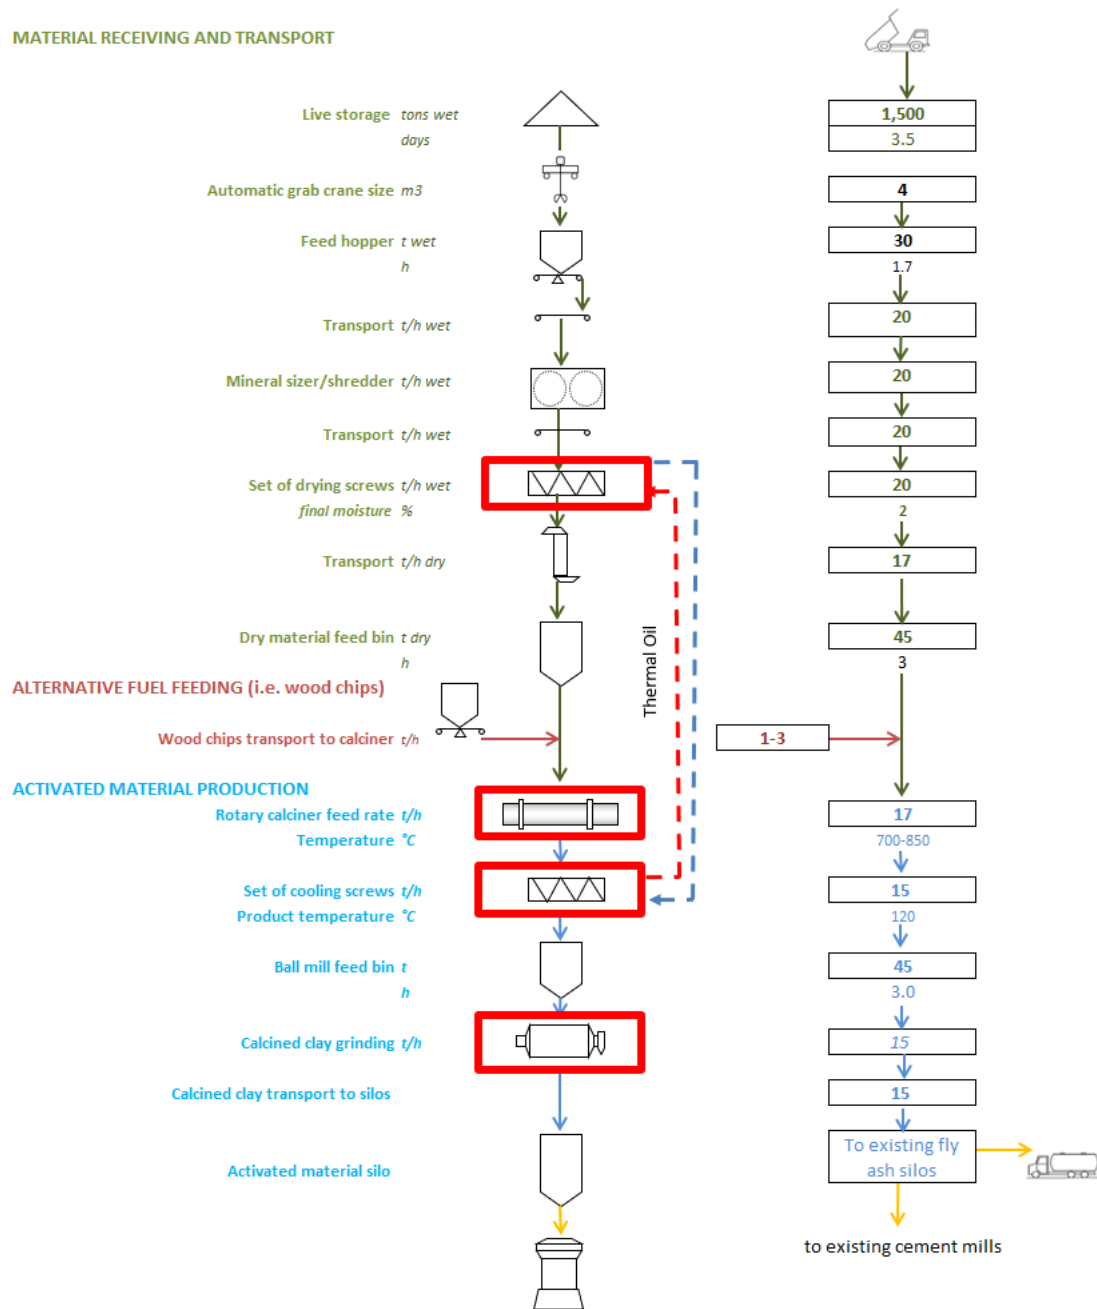 MATERIAL RECEIVING AND TRANSPORT
Live storage tons wet 1,500
days 3.5
Automatic grab crane size m3 4
Feed hopper t wet 30
h 1.7
Transport t/h wet 20
Mineral sizer/shredder t/h wet 20
Transport t/h wet 20
Set of drying screws t/h wet 20
final moisture % 2
Transport t/h dry 17
Dry material feed bin t dry 45
h 3
Thermal Oil
ALTERNATIVE FUEL FEEDING (i.e. wood chips)
Wood chips transport to calciner t/h 1-3
ACTIVATED MATERIAL PRODUCTION
Rotary calciner feed rate t/h 17
Temperature °C 700-850
Set of cooling screws t/h 15
Product temperature °C 120
Ball mill feed bin t 45
h 3.0
Calcined clay grinding t/h 15
Calcined clay transport to silos 15
Activated material silo
To existing fly
ash silos
to existing cement mills